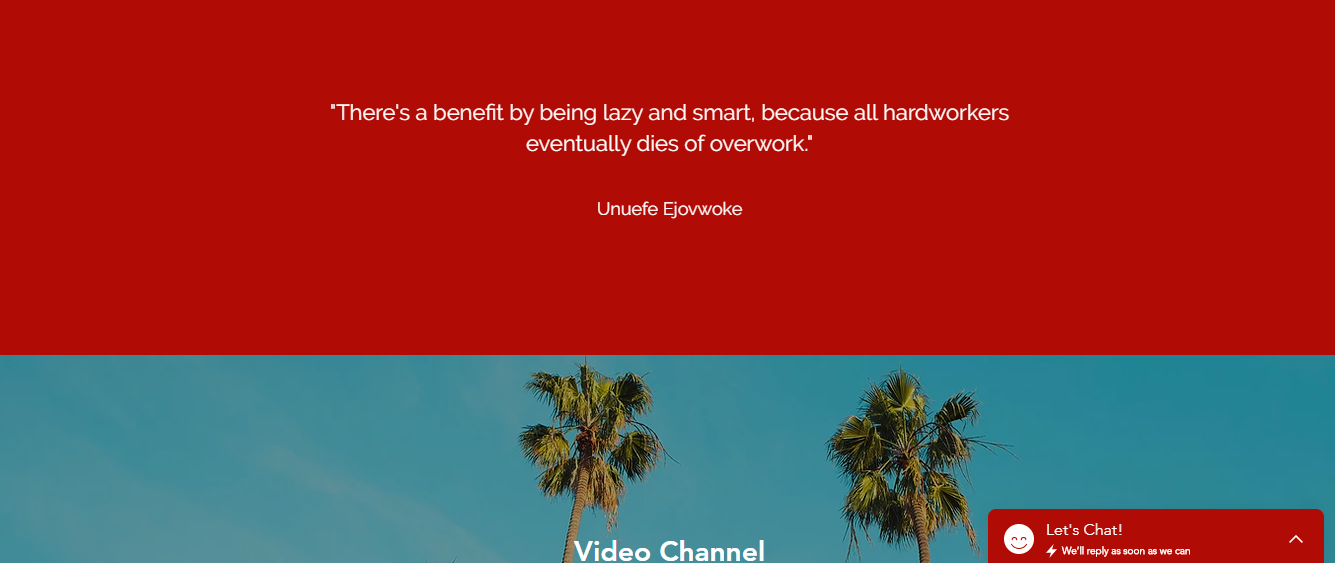 "There's a benefit by being lazy and smart, because all hardworkers
eventually dies of overwork."
Unuefe Ejovwoke
Video Channel
Let's Chat!
We'll reply as soon as we can